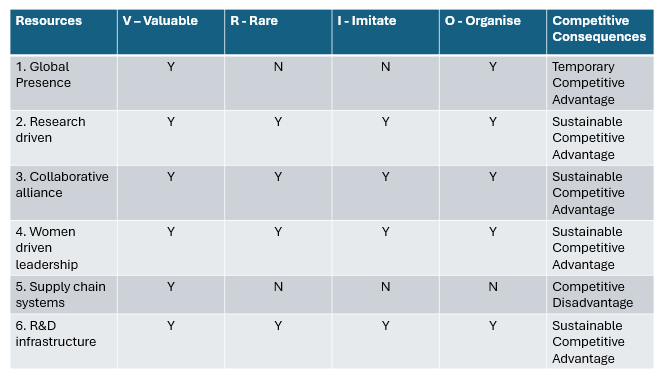 Resources V – Valuable R - Rare I - Imitate O - Organise Competitive
Consequences
1. Global Y N N Y Temporary
Presence Competitive
Advantage
2. Research Y Y Y Y Sustainable
driven Competitive
Advantage
3. Collaborative Y Y Y Y Sustainable
alliance Competitive
Advantage
4. Women Y Y Y Y Sustainable
driven Competitive
leadership Advantage
5. Supply chain Y N N N Competitive
systems Disadvantage
6. R&D Y Y Y Y Sustainable
infrastructure Competitive
Advantage